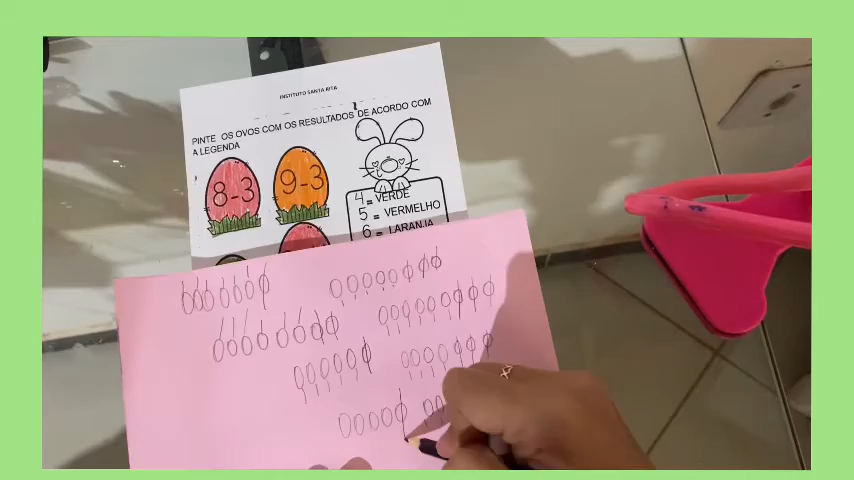 INSTITUTO SANTA RITA
PINTE OS OVOS COM OS RESULTADOS DE ACORDO COM
A LEGENDA
8-3
9-3
4 = VERDE
5 = VERMELHO
6 = LARANJA